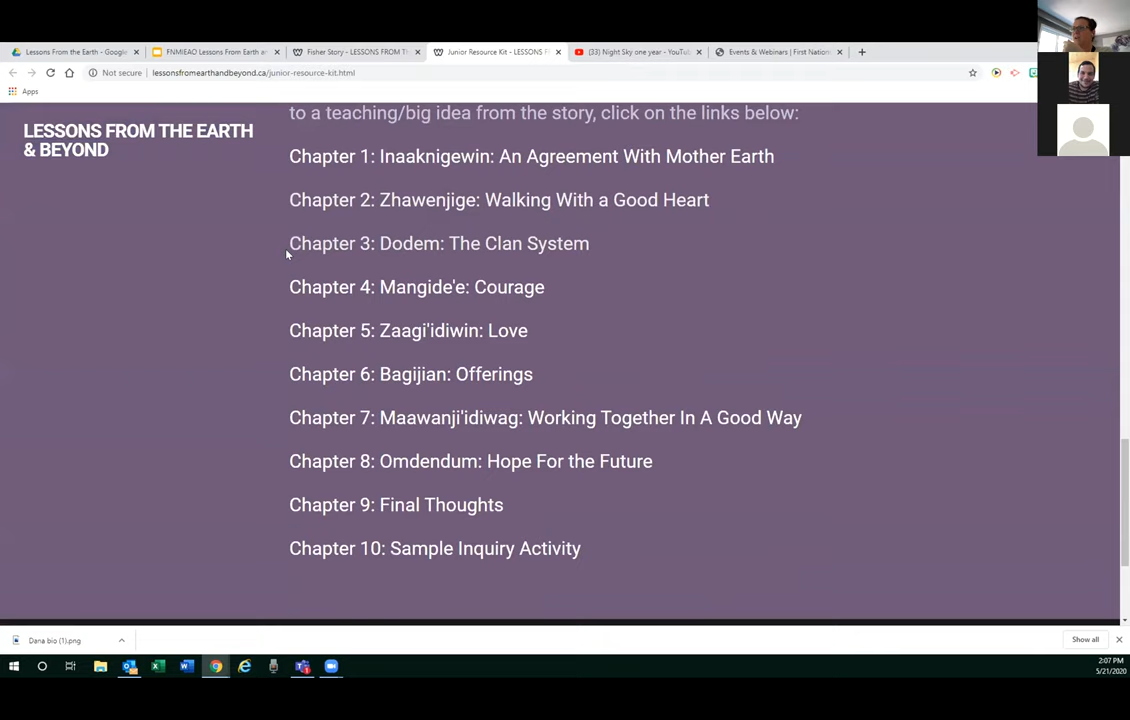 Lessons From the Earth - Google
FNMIEAO Lessons From Earth a
Fisher Story - LESSONS FROM Th
Junior Resource Kit - LESSONS F
(33) Night Sky one year - YouTub
Events & Webinars | First Nation
Not secure | lessonsfromearthandbeyond.ca/junior-resource-kit.html
Apps
LESSONS FROM THE EARTH
& BEYOND
to a teaching/big idea from the story, click on the links below:
Chapter 1: Inaaknigewin: An Agreement With Mother Earth
Chapter 2: Zhawenjige: Walking With a Good Heart
Chapter 3: Dodem: The Clan System
Chapter 4: Mangide'e: Courage
Chapter 5: Zaagi'idiwin: Love
Chapter 6: Bagijian: Offerings
Chapter 7: Maawanji'idiwag: Working Together In A Good Way
Chapter 8: Omdendum: Hope For the Future
Chapter 9: Final Thoughts
Chapter 10: Sample Inquiry Activity
Dana bio (1).png
Show all
2:07 PM
5/21/2020